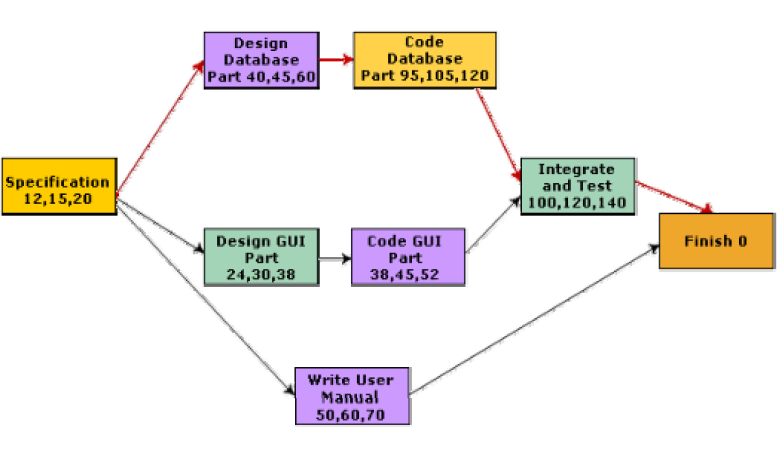 Design
Database
Part 40,45,60
Code
Database
Part 95,105,120
Specification
12,15,20
Integrate
and Test
100,120,140
Design GUI
Part
24,30,38
Code GUI
Part
38,45,52
Finish 0
Write User
Manual
50,60,70